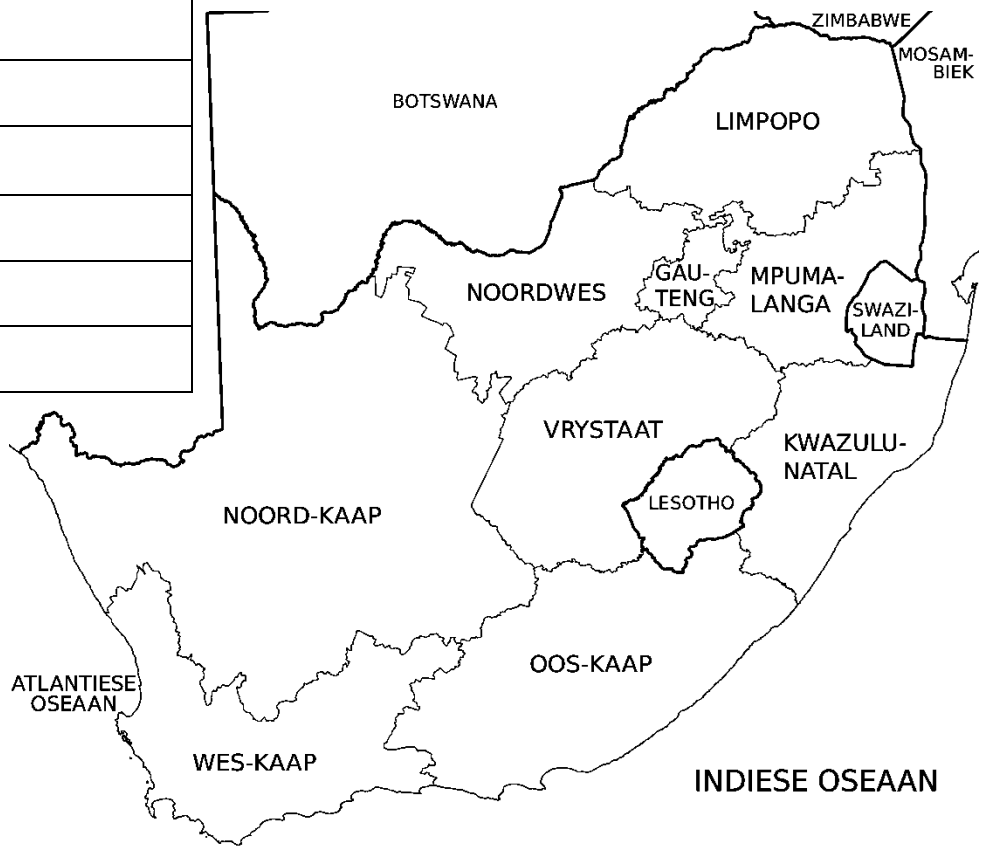 ZIMBABWE
MOSAM-
BIEK
BOTSWANA
LIMPOPO
NOORDWES
GAU-
TENG
MPUMA-
LANGA
SWAZI-
LAND
VRYSTAAT
KWAZULU-
NATAL
LESOTHO
NOORD-KAAP
OOS-KAAP
ATLANTIESE
OSEAAN
WES-KAAP
INDIESE OSEAAN